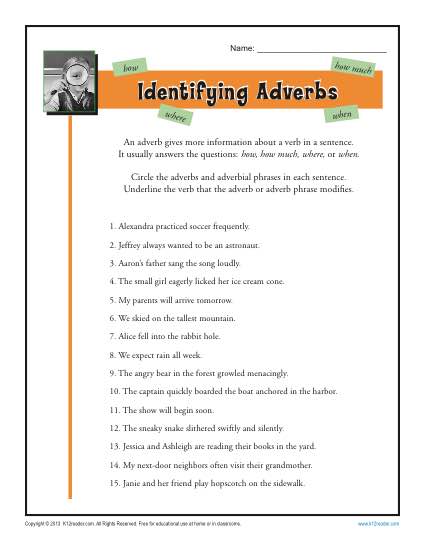 Name:
how
how much
Identifying Adverbs
where
when
An adverb gives more information about a verb in a sentence.
It usually answers the questions: how, how much, where, or when.
Circle the adverbs and adverbial phrases in each sentence.
Underline the verb that the adverb or adverb phrase modifies.
1. Alexandra practiced soccer frequently.
2. Jeffrey always wanted to be an astronaut.
3. Aaron's father sang the song loudly.
4. The small girl eagerly licked her ice cream cone.
5. My parents will arrive tomorrow.
6. We skied on the tallest mountain.
7. Alice fell into the rabbit hole.
8. We expect rain all week.
9. The angry bear in the forest growled menacingly.
10. The captain quickly boarded the boat anchored in the harbor.
11. The show will begin soon.
12. The sneaky snake slithered swiftly and silently.
13. Jessica and Ashleigh are reading their books in the yard.
14. My next-door neighbors often visit their grandmother.
15. Janie and her friend play hopscotch on the sidewalk.
Copyright © 2013 K12reader.com. All Rights Reserved. Free for educational use at home or in classrooms.
www.k12reader.com